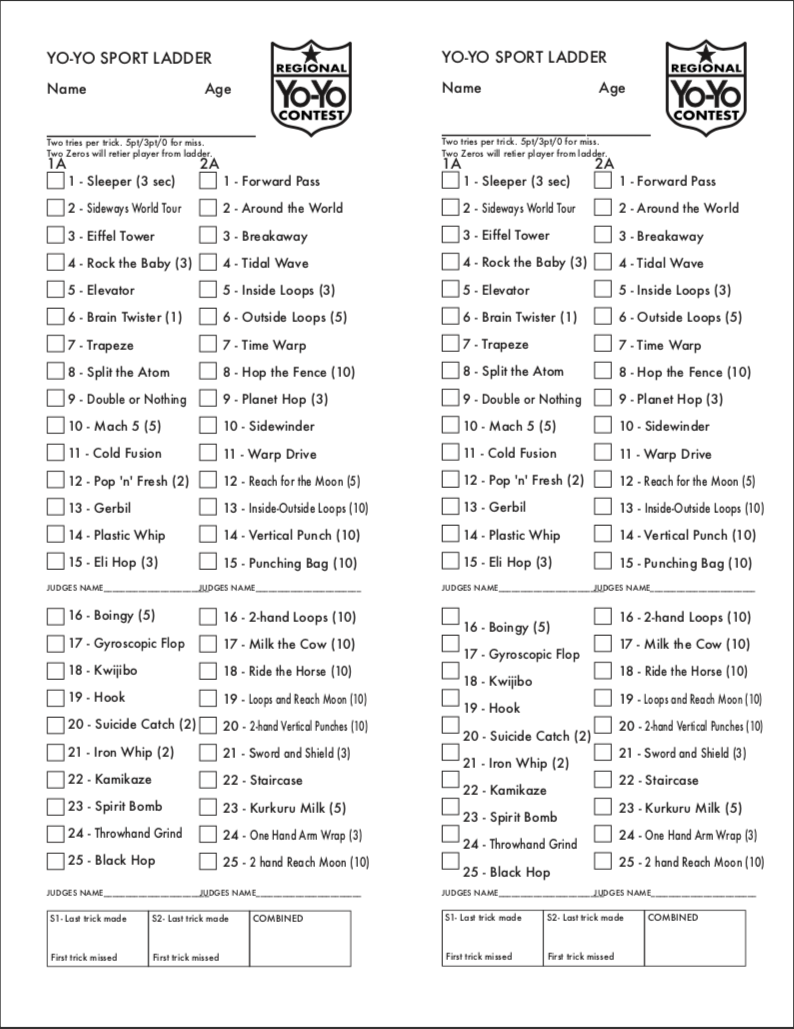 YO-YO SPORT LADDER
Name Age
REGIONAL
Yo-Yo
CONTEST
Two tries per trick. 5pt/3pt/0 for miss.
Two Zeros will retier player from ladder.
1A 2A
1 - Sleeper (3 sec) 1 - Forward Pass
2 - Sideways World Tour 2 - Around the World
3 - Eiffel Tower 3 - Breakaway
4 - Rock the Baby (3) 4 - Tidal Wave
5 - Elevator 5 - Inside Loops (3)
6 - Brain Twister (1) 6 - Outside Loops (5)
7 - Trapeze 7 - Time Warp
8 - Split the Atom 8 - Hop the Fence (10)
9 - Double or Nothing 9 - Planet Hop (3)
10 - Mach 5 (5) 10 - Sidewinder
11 - Cold Fusion 11 - Warp Drive
12 - Pop 'n' Fresh (2) 12 - Reach for the Moon (5)
13 - Gerbil 13 - Inside-Outside Loops (10)
14 - Plastic Whip 14 - Vertical Punch (10)
15 - Eli Hop (3) 15 - Punching Bag (10)
JUDGES NAME____________________JUDGES NAME____________________
16 - Boingy (5) 16 - 2-hand Loops (10)
17 - Gyroscopic Flop 17 - Milk the Cow (10)
18 - Kwijibo 18 - Ride the Horse (10)
19 - Hook 19 - Loops and Reach Moon (10)
20 - Suicide Catch (2) 20 - 2-hand Vertical Punches (10)
21 - Iron Whip (2) 21 - Sword and Shield (3)
22 - Kamikaze 22 - Staircase
23 - Spirit Bomb 23 - Kurkuru Milk (5)
24 - Throwhand Grind 24 - One Hand Arm Wrap (3)
25 - Black Hop 25 - 2 hand Reach Moon (10)
JUDGES NAME____________________JUDGES NAME____________________
S1- Last trick made S2- Last trick made COMBINED
First trick missed First trick missed
YO-YO SPORT LADDER
Name Age
REGIONAL
Yo-Yo
CONTEST
Two tries per trick. 5pt/3pt/0 for miss.
Two Zeros will retier player from ladder.
1A 2A
1 - Sleeper (3 sec) 1 - Forward Pass
2 - Sideways World Tour 2 - Around the World
3 - Eiffel Tower 3 - Breakaway
4 - Rock the Baby (3) 4 - Tidal Wave
5 - Elevator 5 - Inside Loops (3)
6 - Brain Twister (1) 6 - Outside Loops (5)
7 - Trapeze 7 - Time Warp
8 - Split the Atom 8 - Hop the Fence (10)
9 - Double or Nothing 9 - Planet Hop (3)
10 - Mach 5 (5) 10 - Sidewinder
11 - Cold Fusion 11 - Warp Drive
12 - Pop 'n' Fresh (2) 12 - Reach for the Moon (5)
13 - Gerbil 13 - Inside-Outside Loops (10)
14 - Plastic Whip 14 - Vertical Punch (10)
15 - Eli Hop (3) 15 - Punching Bag (10)
JUDGES NAME____________________JUDGES NAME____________________
16 - Boingy (5) 16 - 2-hand Loops (10)
17 - Gyroscopic Flop 17 - Milk the Cow (10)
18 - Kwijibo 18 - Ride the Horse (10)
19 - Hook 19 - Loops and Reach Moon (10)
20 - Suicide Catch (2) 20 - 2-hand Vertical Punches (10)
21 - Iron Whip (2) 21 - Sword and Shield (3)
22 - Kamikaze 22 - Staircase
23 - Spirit Bomb 23 - Kurkuru Milk (5)
24 - Throwhand Grind 24 - One Hand Arm Wrap (3)
25 - Black Hop 25 - 2 hand Reach Moon (10)
JUDGES NAME____________________JUDGES NAME____________________
S1- Last trick made S2- Last trick made COMBINED
First trick missed First trick missed